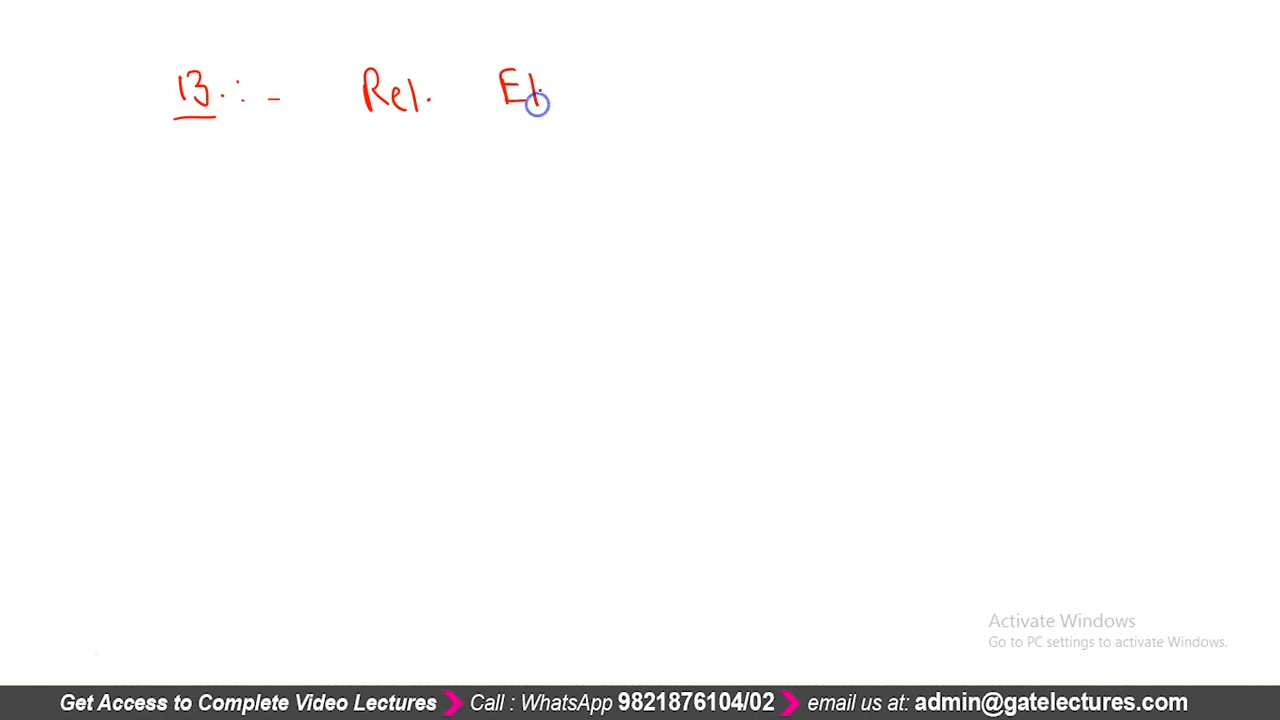 13. :- Rel. El.
Activate Windows
Go to PC settings to activate Windows.
Get Access to Complete Video Lectures Call : WhatsApp 9821876104/02 email us at: admin@gatelectures.com